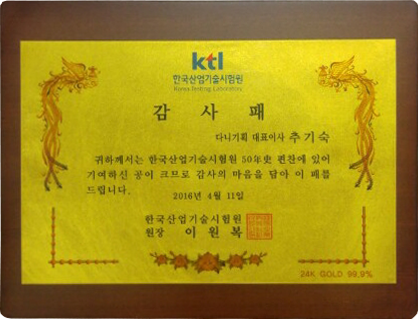 ktl
한국산업기술시험원
Korea Testing Laboratory
감 사 패
다니기획 대표이사 추기숙
귀하께서는 한국산업기술시험원 50年史 편찬에 있어
기여하신 공이 크므로 감사의 마음을 담아 이 패를
드립니다.
2016년 4월 11일
한국산업기술시험원
원장 이 원 복
24K GOLD 99.9%